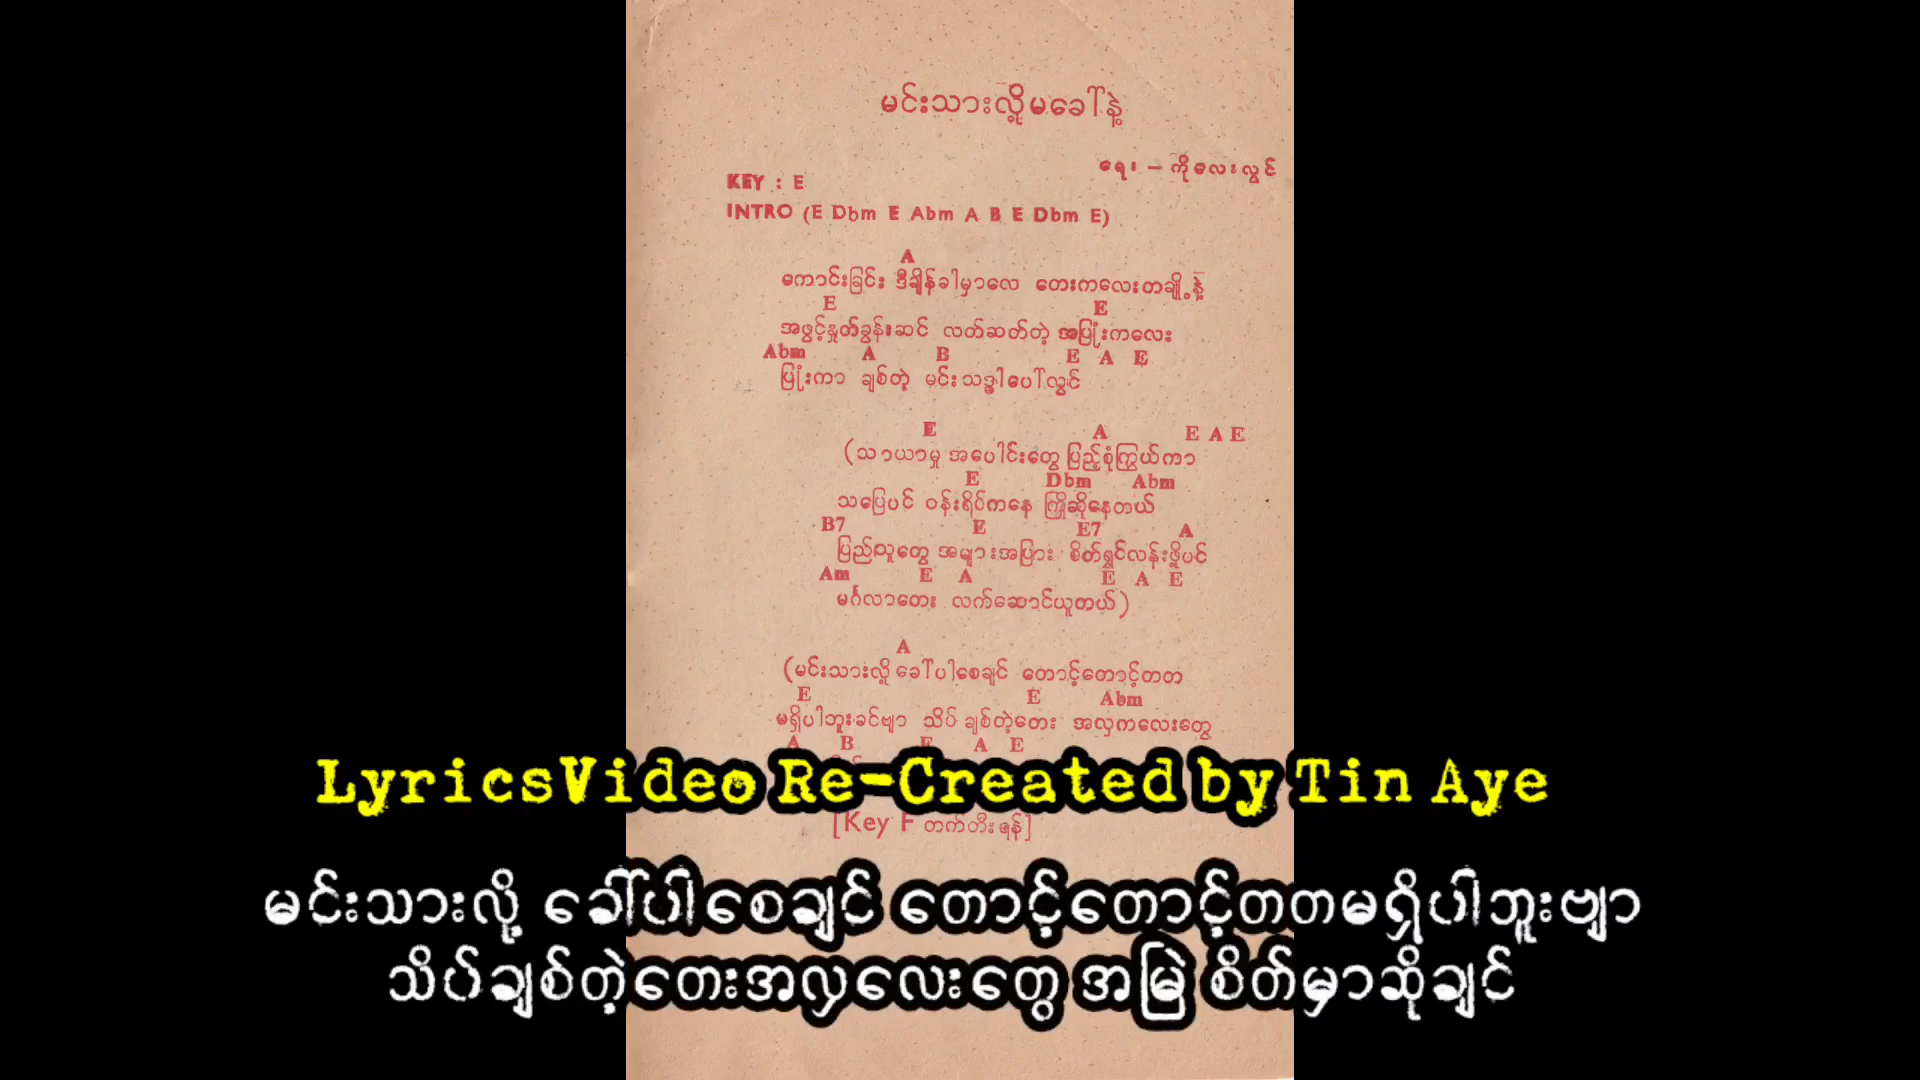 မင်းသားလို့မခေါ်နဲ့
ရေး – ကိုလေးလွင်
KEY : E
INTRO (E Dbm E Abm A B E Dbm E)
A
ကောင်းခြင်း ဒီချိန်ခါမှာလေ တေးကလေးတချို့နဲ့
E E
အဖွင့်နှုတ်ခွန်းဆင် လတ်ဆတ်တဲ့ အပြုံးကလေး
Abm A B E A E
ပြုံးကာ ချစ်တဲ့ မင်းသဒ္ဓါပေါ်လွင်
E A E A E
(သာယာမှု အပေါင်းတွေ ပြည့်စုံကြွယ်ကာ
E Dbm Abm
သပြေပင် ဝန်းရိပ်ကနေ ကြိုဆိုနေတယ်
B7 E E7 A
ပြည်သူတွေ အများအပြား စိတ်ရွှင်လန်းဖို့ပင်
Am E A E A E
မင်္ဂလာတေး လက်ဆောင်ယူတယ်)
A
(မင်းသားလို့ ခေါ်ပါစေချင် တောင့်တောင့်တတ
E E Abm
မရှိပါဘူးခင်ဗျာ သိပ် ချစ်တဲ့တေး အလှကလေးတွေ
A B E A E
LyricsVideo Re-Created by Tin Aye
[Key F တက်တီးရန်]
မင်းသားလို့ ခေါ်ပါစေချင် တောင့်တောင့်တတမရှိပါဘူးဗျာ
သိပ်ချစ်တဲ့တေးအလှလေးတွေ အမြဲ စိတ်မှာဆိုချင်